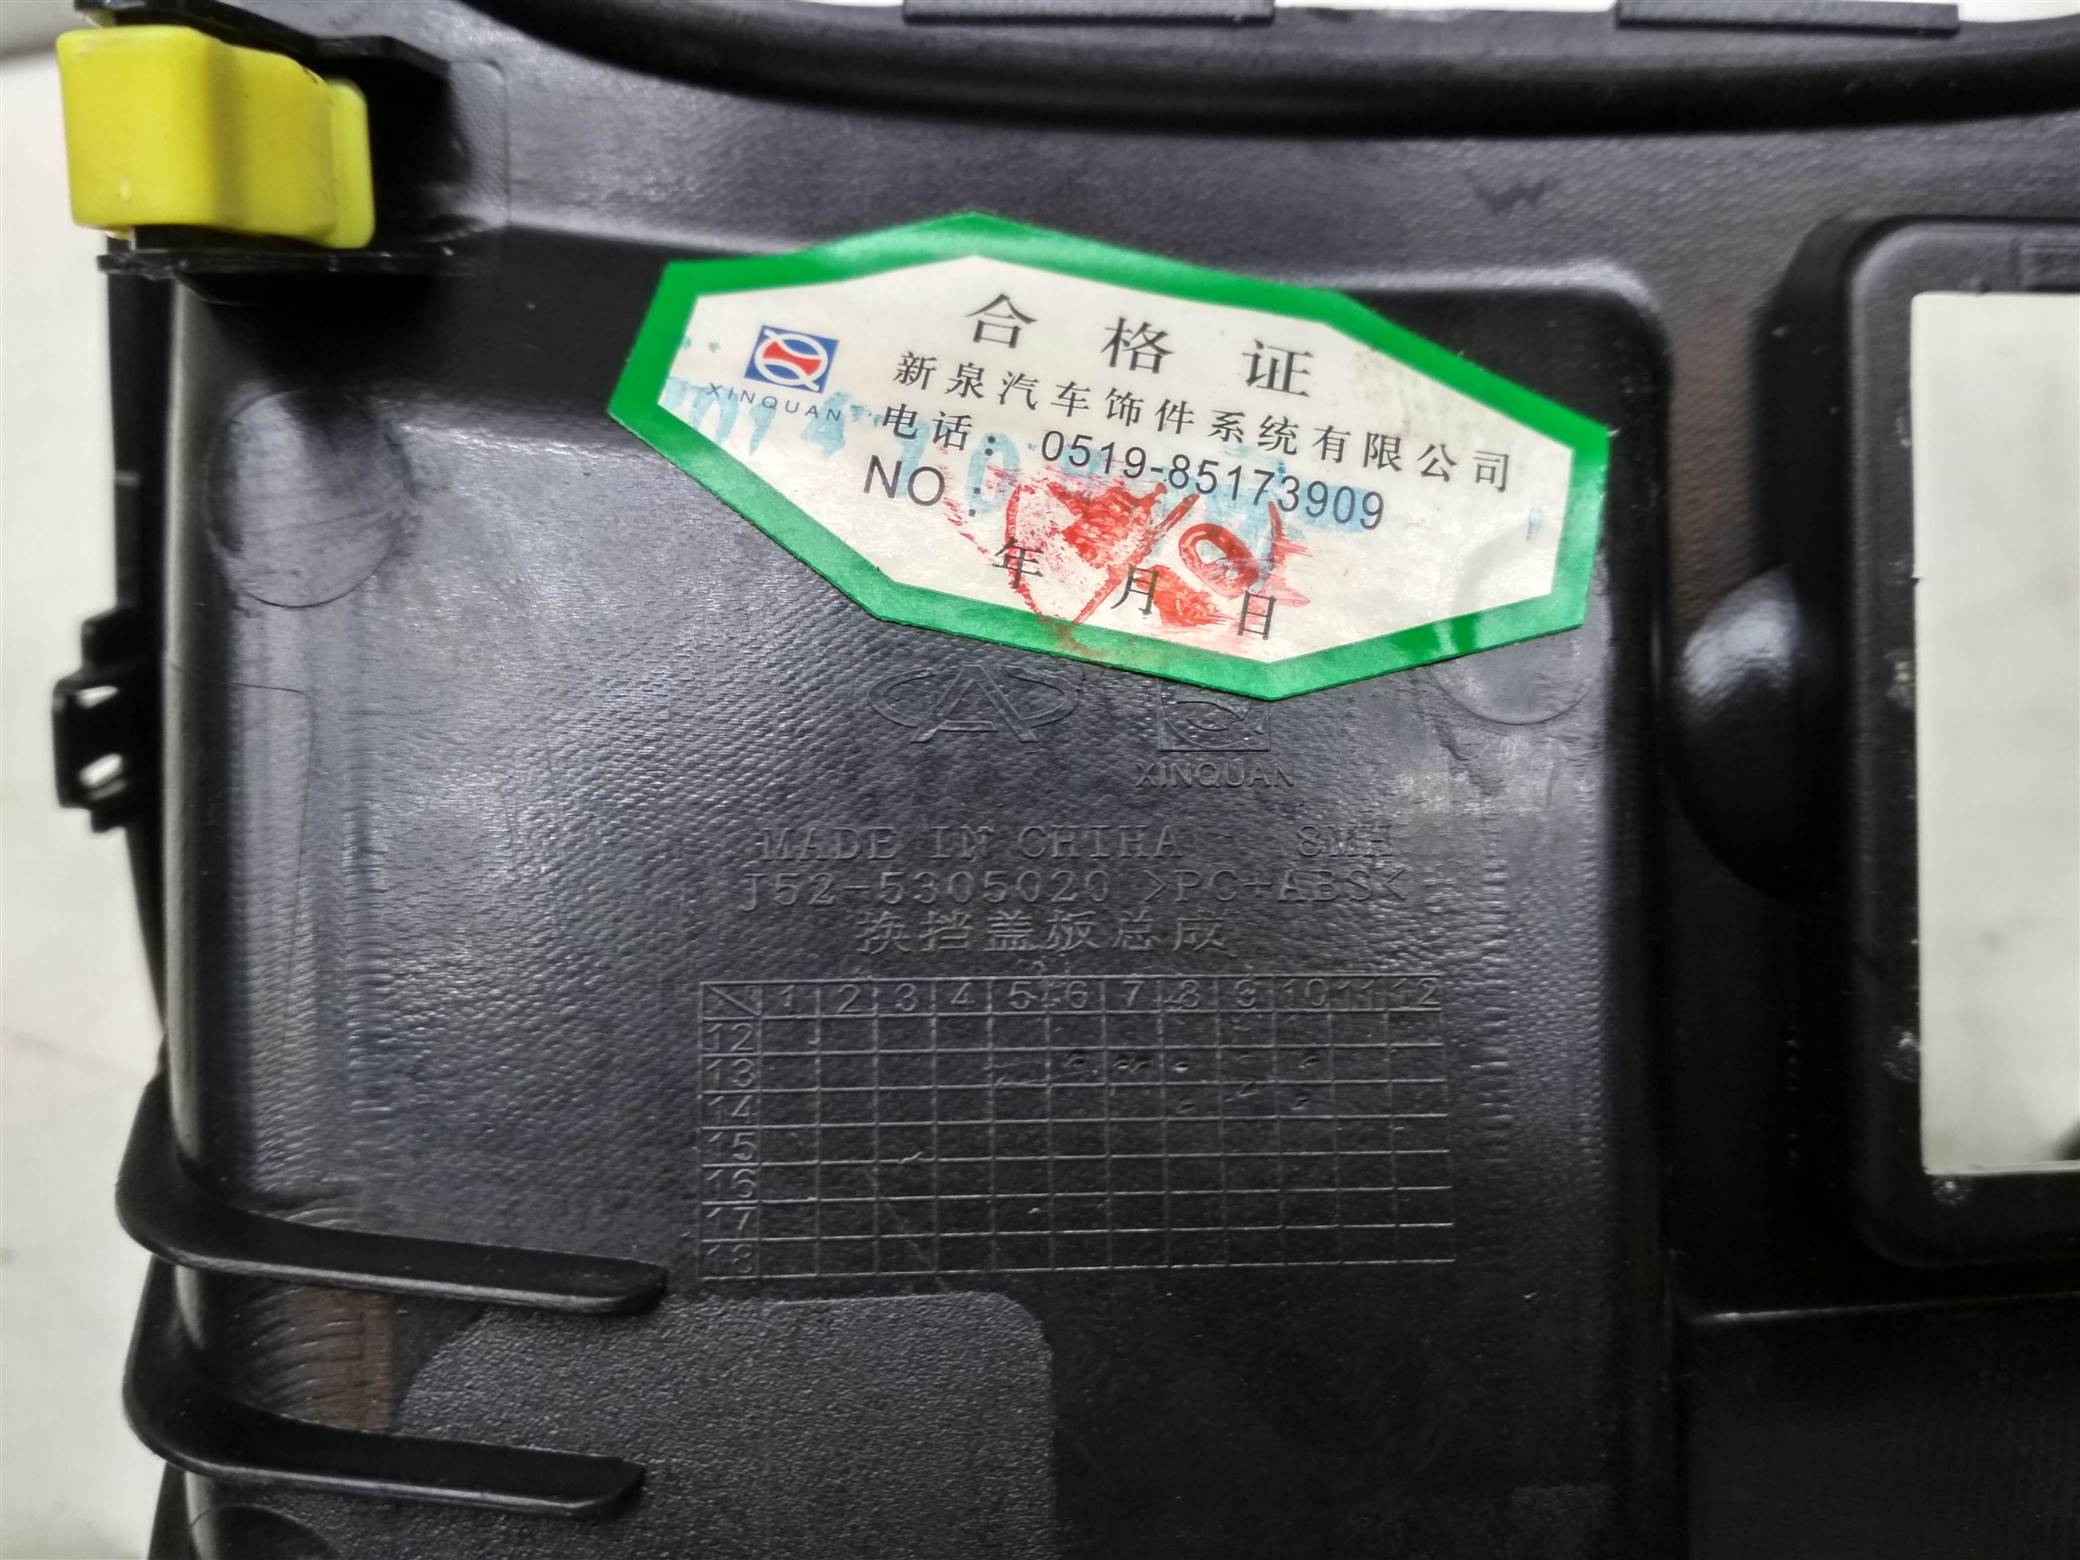 合格证
XINQUAN
新泉汽车饰件系统有限公司
电话: 0519-85173909
NO:
年 月 日
XINQUAN
MADE IN CHIHA 8MH
J52-5305020 >PC+ABS<
换挡盖板总成
1 2 3 4 5 6 7 8 9 10 11 12
12
13
14
15
16
17
18